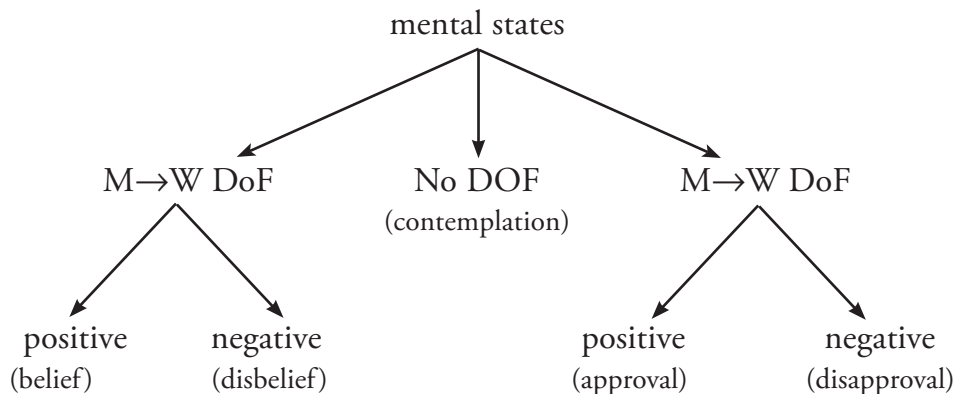 mental states
M→W DoF No DOF M→W DoF
(contemplation)
positive negative positive negative
(belief) (disbelief) (approval) (disapproval)